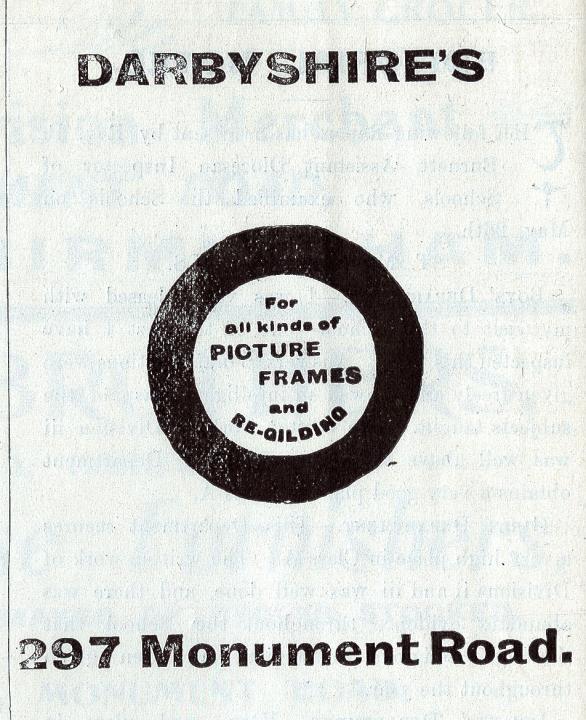 DARBYSHIRE'S
For
all kinds of
PICTURE
FRAMES
and
RE-GILDING
297 Monument Road.